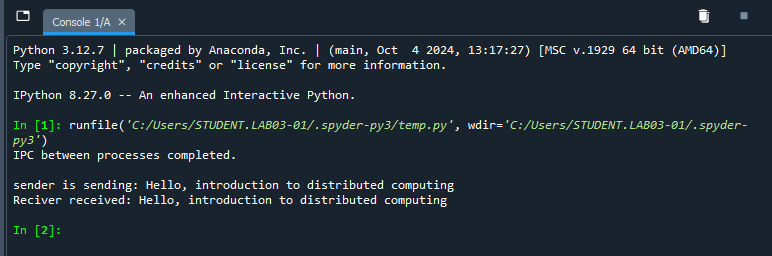 Console 1/A
Python 3.12.7 | packaged by Anaconda, Inc. | (main, Oct  4 2024, 13:17:27) [MSC v.1929 64 bit (AMD64)]
Type "copyright", "credits" or "license" for more information.
IPython 8.27.0 -- An enhanced Interactive Python.
In [1]: runfile('C:/Users/STUDENT.LAB03-01/.spyder-py3/temp.py', wdir='C:/Users/STUDENT.LAB03-01/.spyder-
py3')
IPC between processes completed.
sender is sending: Hello, introduction to distributed computing
Reciver received: Hello, introduction to distributed computing
In [2]: